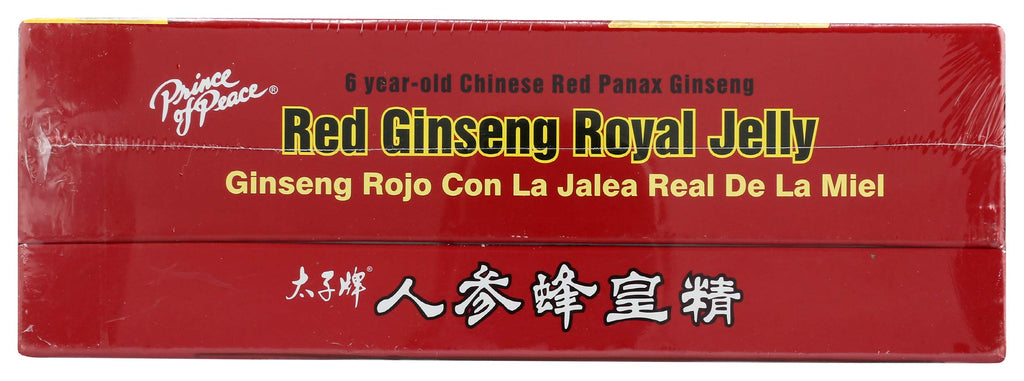 Prince
of Peace®
6 year-old Chinese Red Panax Ginseng
Red Ginseng Royal Jelly
Ginseng Rojo Con La Jalea Real De La Miel
太子牌® 人参蜂皇精